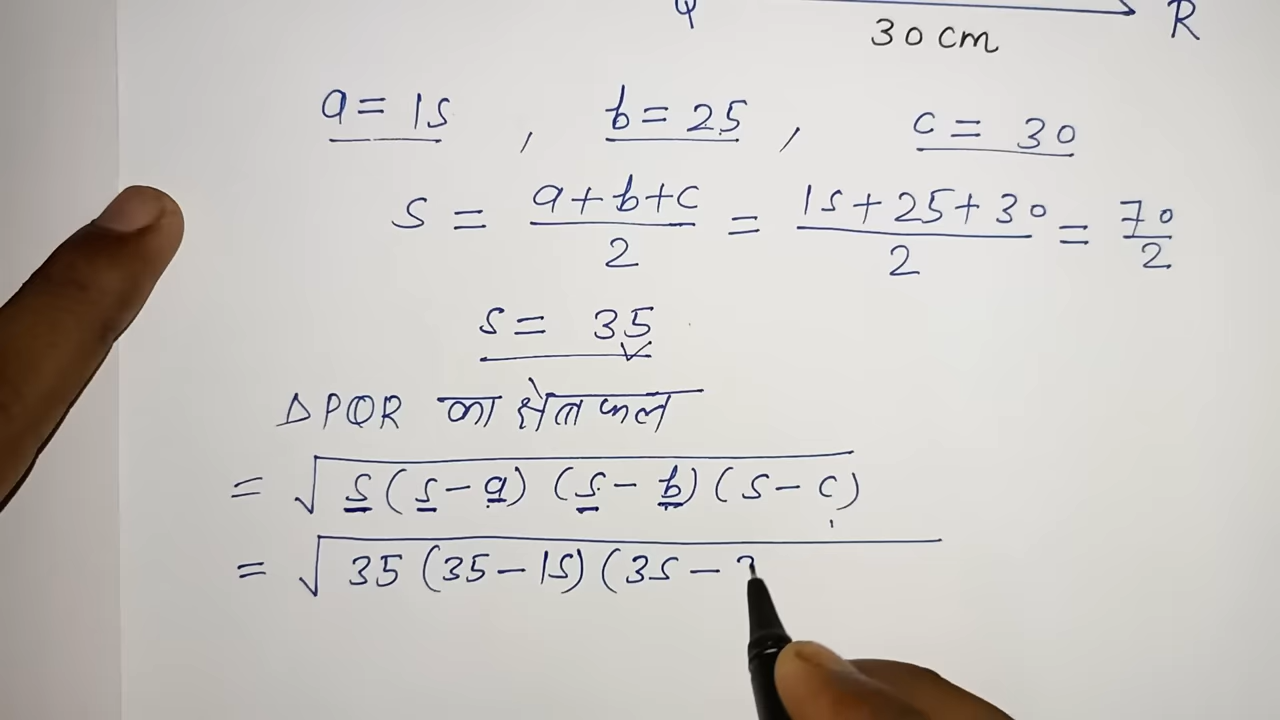 Q R
30 cm
a = 15 , b = 25 , c = 30
s = a+b+c/2 = 15+25+30/2 = 70/2
s = 35
ΔPQR का क्षेत्रफल
= √s(s-a)(s-b)(s-c)
= √35(35-15)(35-